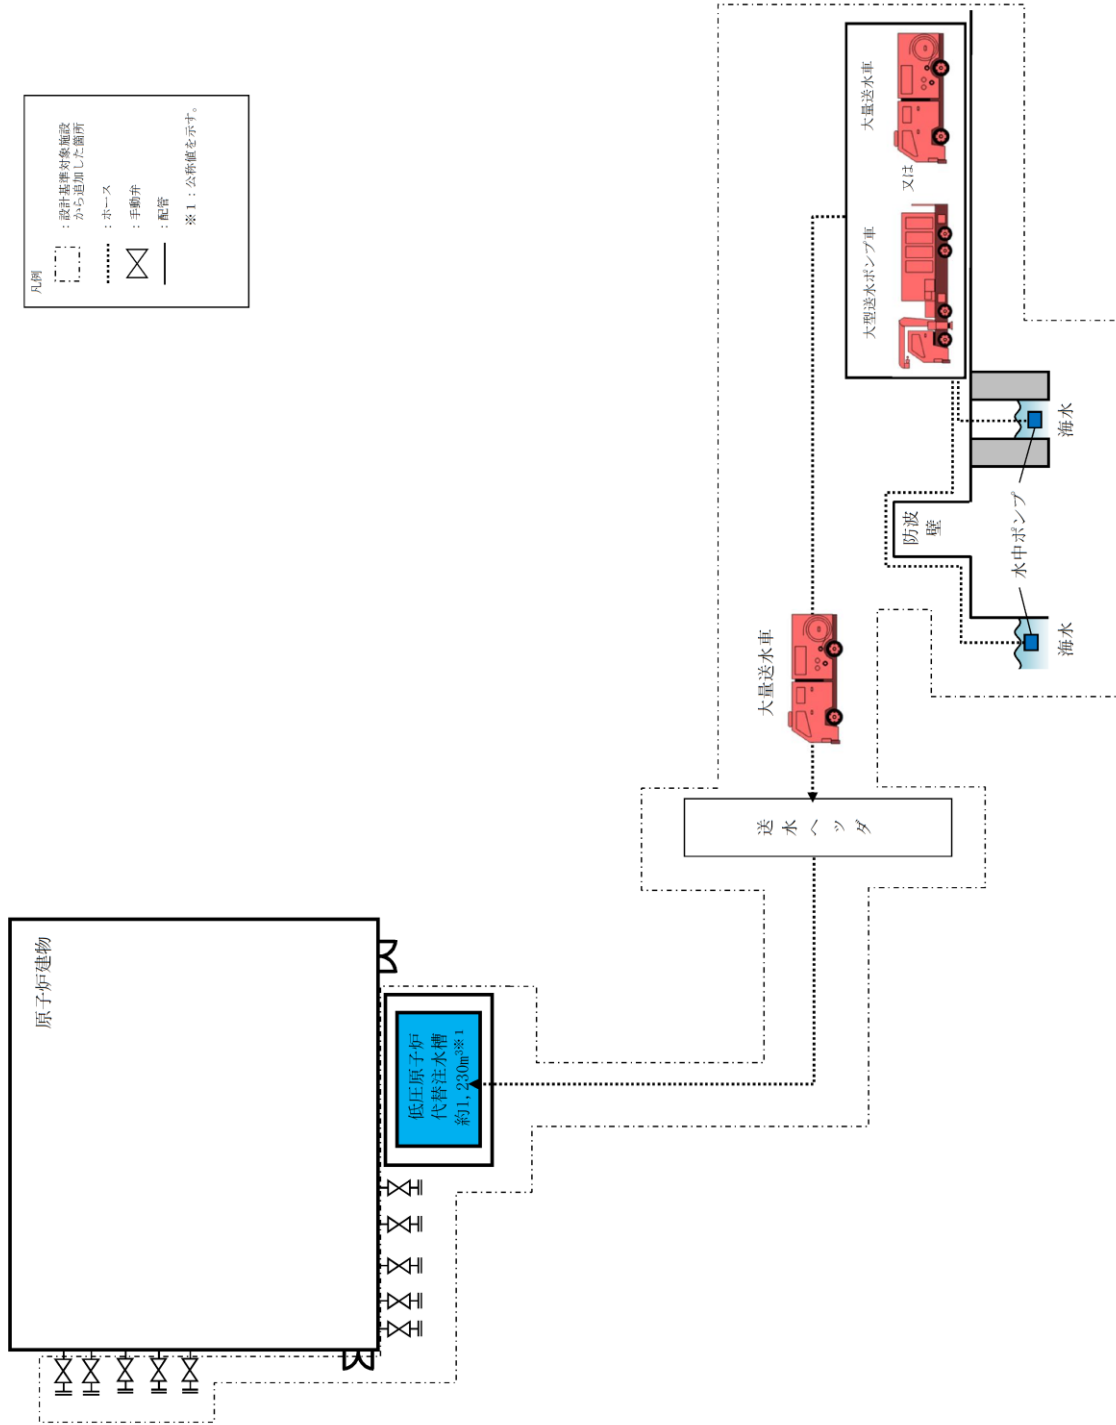 凡例
：設計基準対象施設
から追加した箇所
：ホース
：手動弁
：配管
※１：公称値を示す。
原子炉建物
低圧原子炉
代替注水槽
約1,230m³※１
送水ヘッダ
大量送水車
大型送水ポンプ車
又は
大量送水車
防波
壁
水中ポンプ
海水
海水